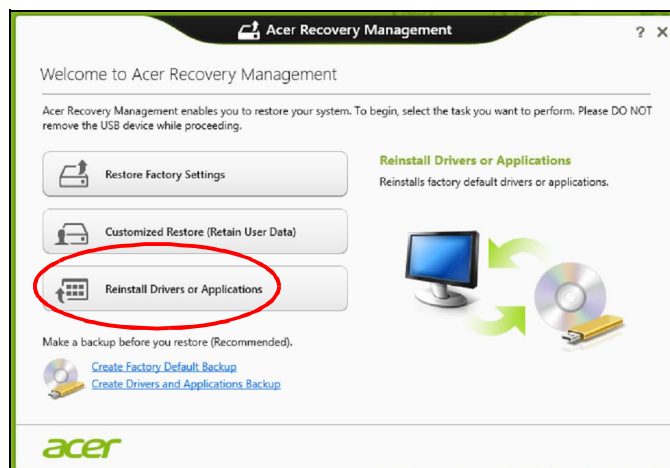 Acer Recovery Management
? X
Welcome to Acer Recovery Management
Acer Recovery Management enables you to restore your system. To begin, select the task you want to perform. Please DO NOT
remove the USB device while proceeding.
Restore Factory Settings
Customized Restore (Retain User Data)
Reinstall Drivers or Applications
Reinstall Drivers or Applications
Reinstalls factory default drivers or applications.
Make a backup before you restore (Recommended).
Create Factory Default Backup
Create Drivers and Applications Backup
acer